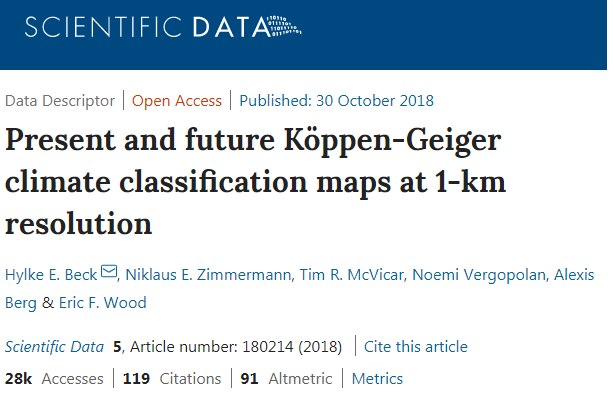 SCIENTIFIC DATA
Data Descriptor | Open Access | Published: 30 October 2018
Present and future Köppen-Geiger
climate classification maps at 1-km
resolution
Hylke E. Beck, Niklaus E. Zimmermann, Tim R. McVicar, Noemi Vergopolan, Alexis
Berg & Eric F. Wood
Scientific Data 5, Article number: 180214 (2018) | Cite this article
28k Accesses | 119 Citations | 91 Altmetric | Metrics